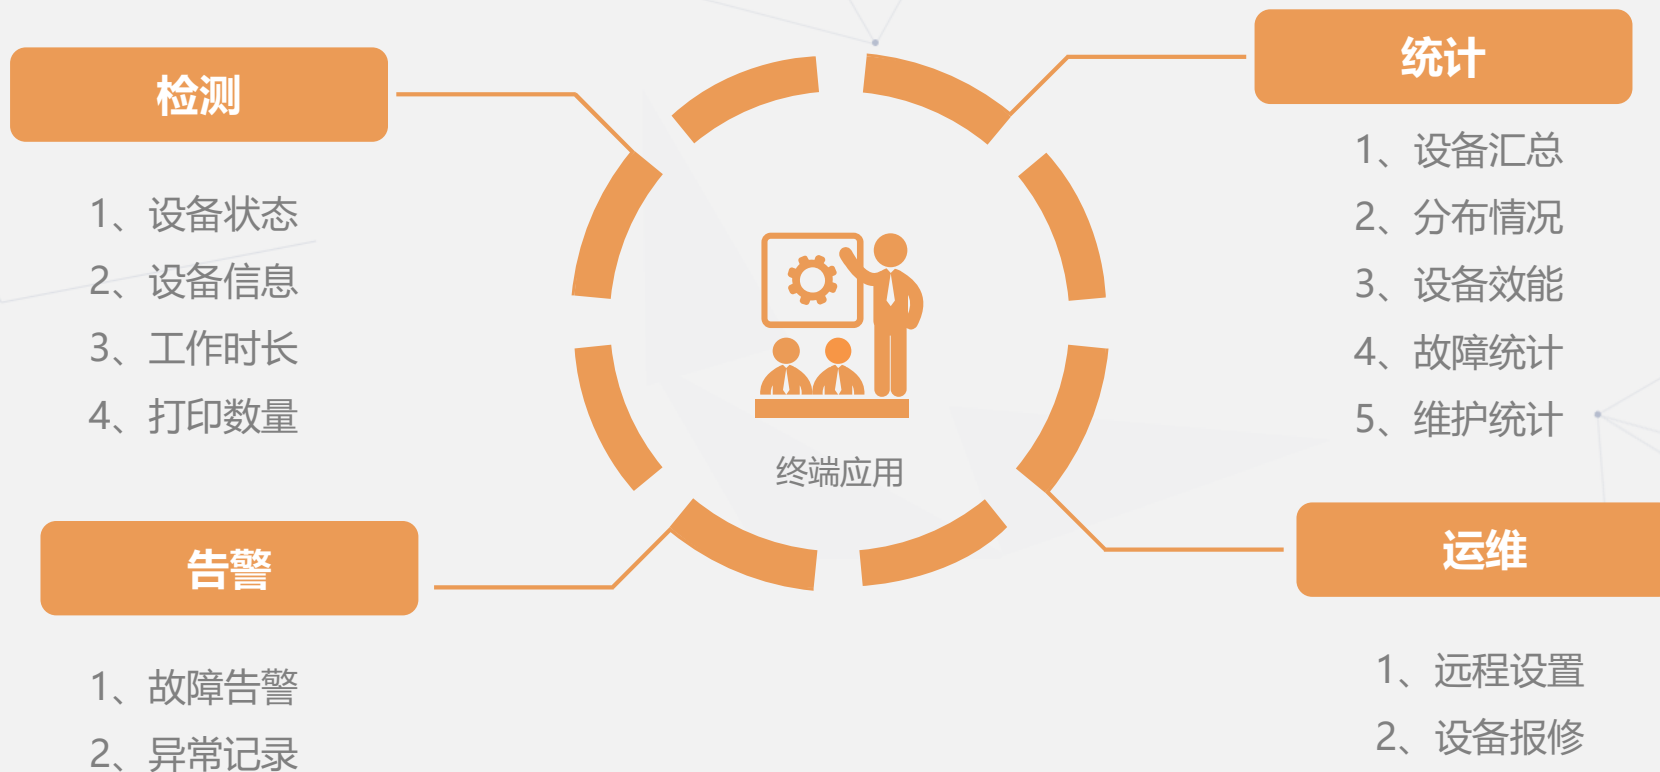 检测
1、设备状态
2、设备信息
3、工作时长
4、打印数量
统计
1、设备汇总
2、分布情况
3、设备效能
4、故障统计
5、维护统计
终端应用
告警
1、故障告警
2、异常记录
运维
1、远程设置
2、设备报修